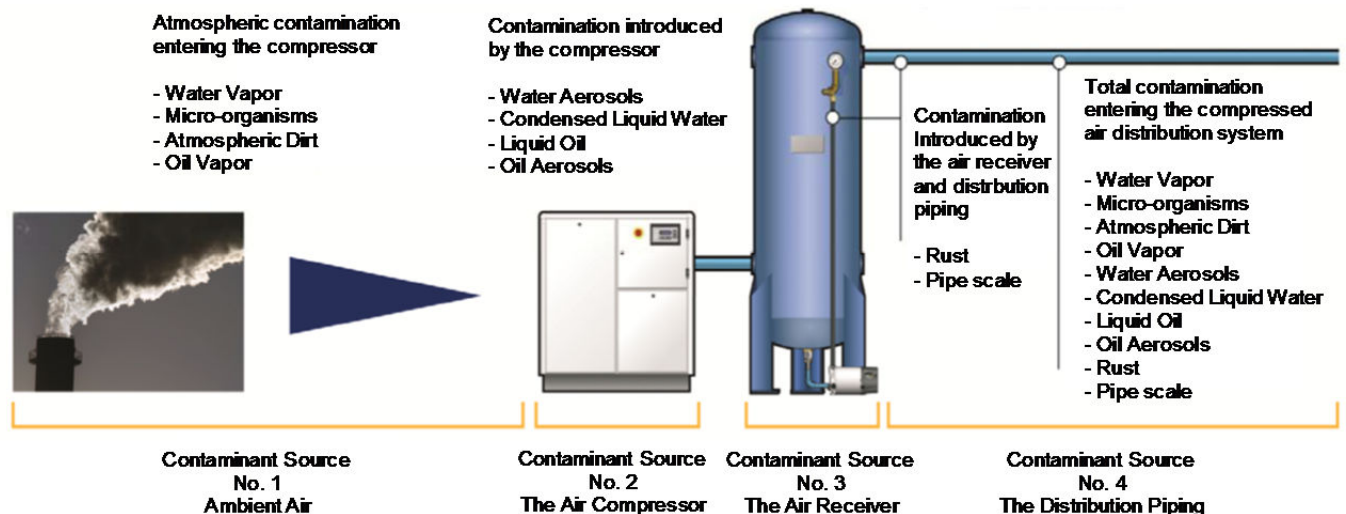 Atmospheric contamination
entering the compressor
- Water Vapor
- Micro-organisms
- Atmospheric Dirt
- Oil Vapor
Contamination introduced
by the compressor
- Water Aerosols
- Condensed Liquid Water
- Liquid Oil
- Oil Aerosols
Contamination
Introduced by
the air receiver
and distrbution
piping
- Rust
- Pipe scale
Total contamination
entering the compressed
air distribution system
- Water Vapor
- Micro-organisms
- Atmospheric Dirt
- Oil Vapor
- Water Aerosols
- Condensed Liquid Water
- Liquid Oil
- Oil Aerosols
- Rust
- Pipe scale
Contaminant Source
No. 1
Ambient Air
Contaminant Source
No. 2
The Air Compressor
Contaminant Source
No. 3
The Air Receiver
Contaminant Source
No. 4
The Distribution Piping